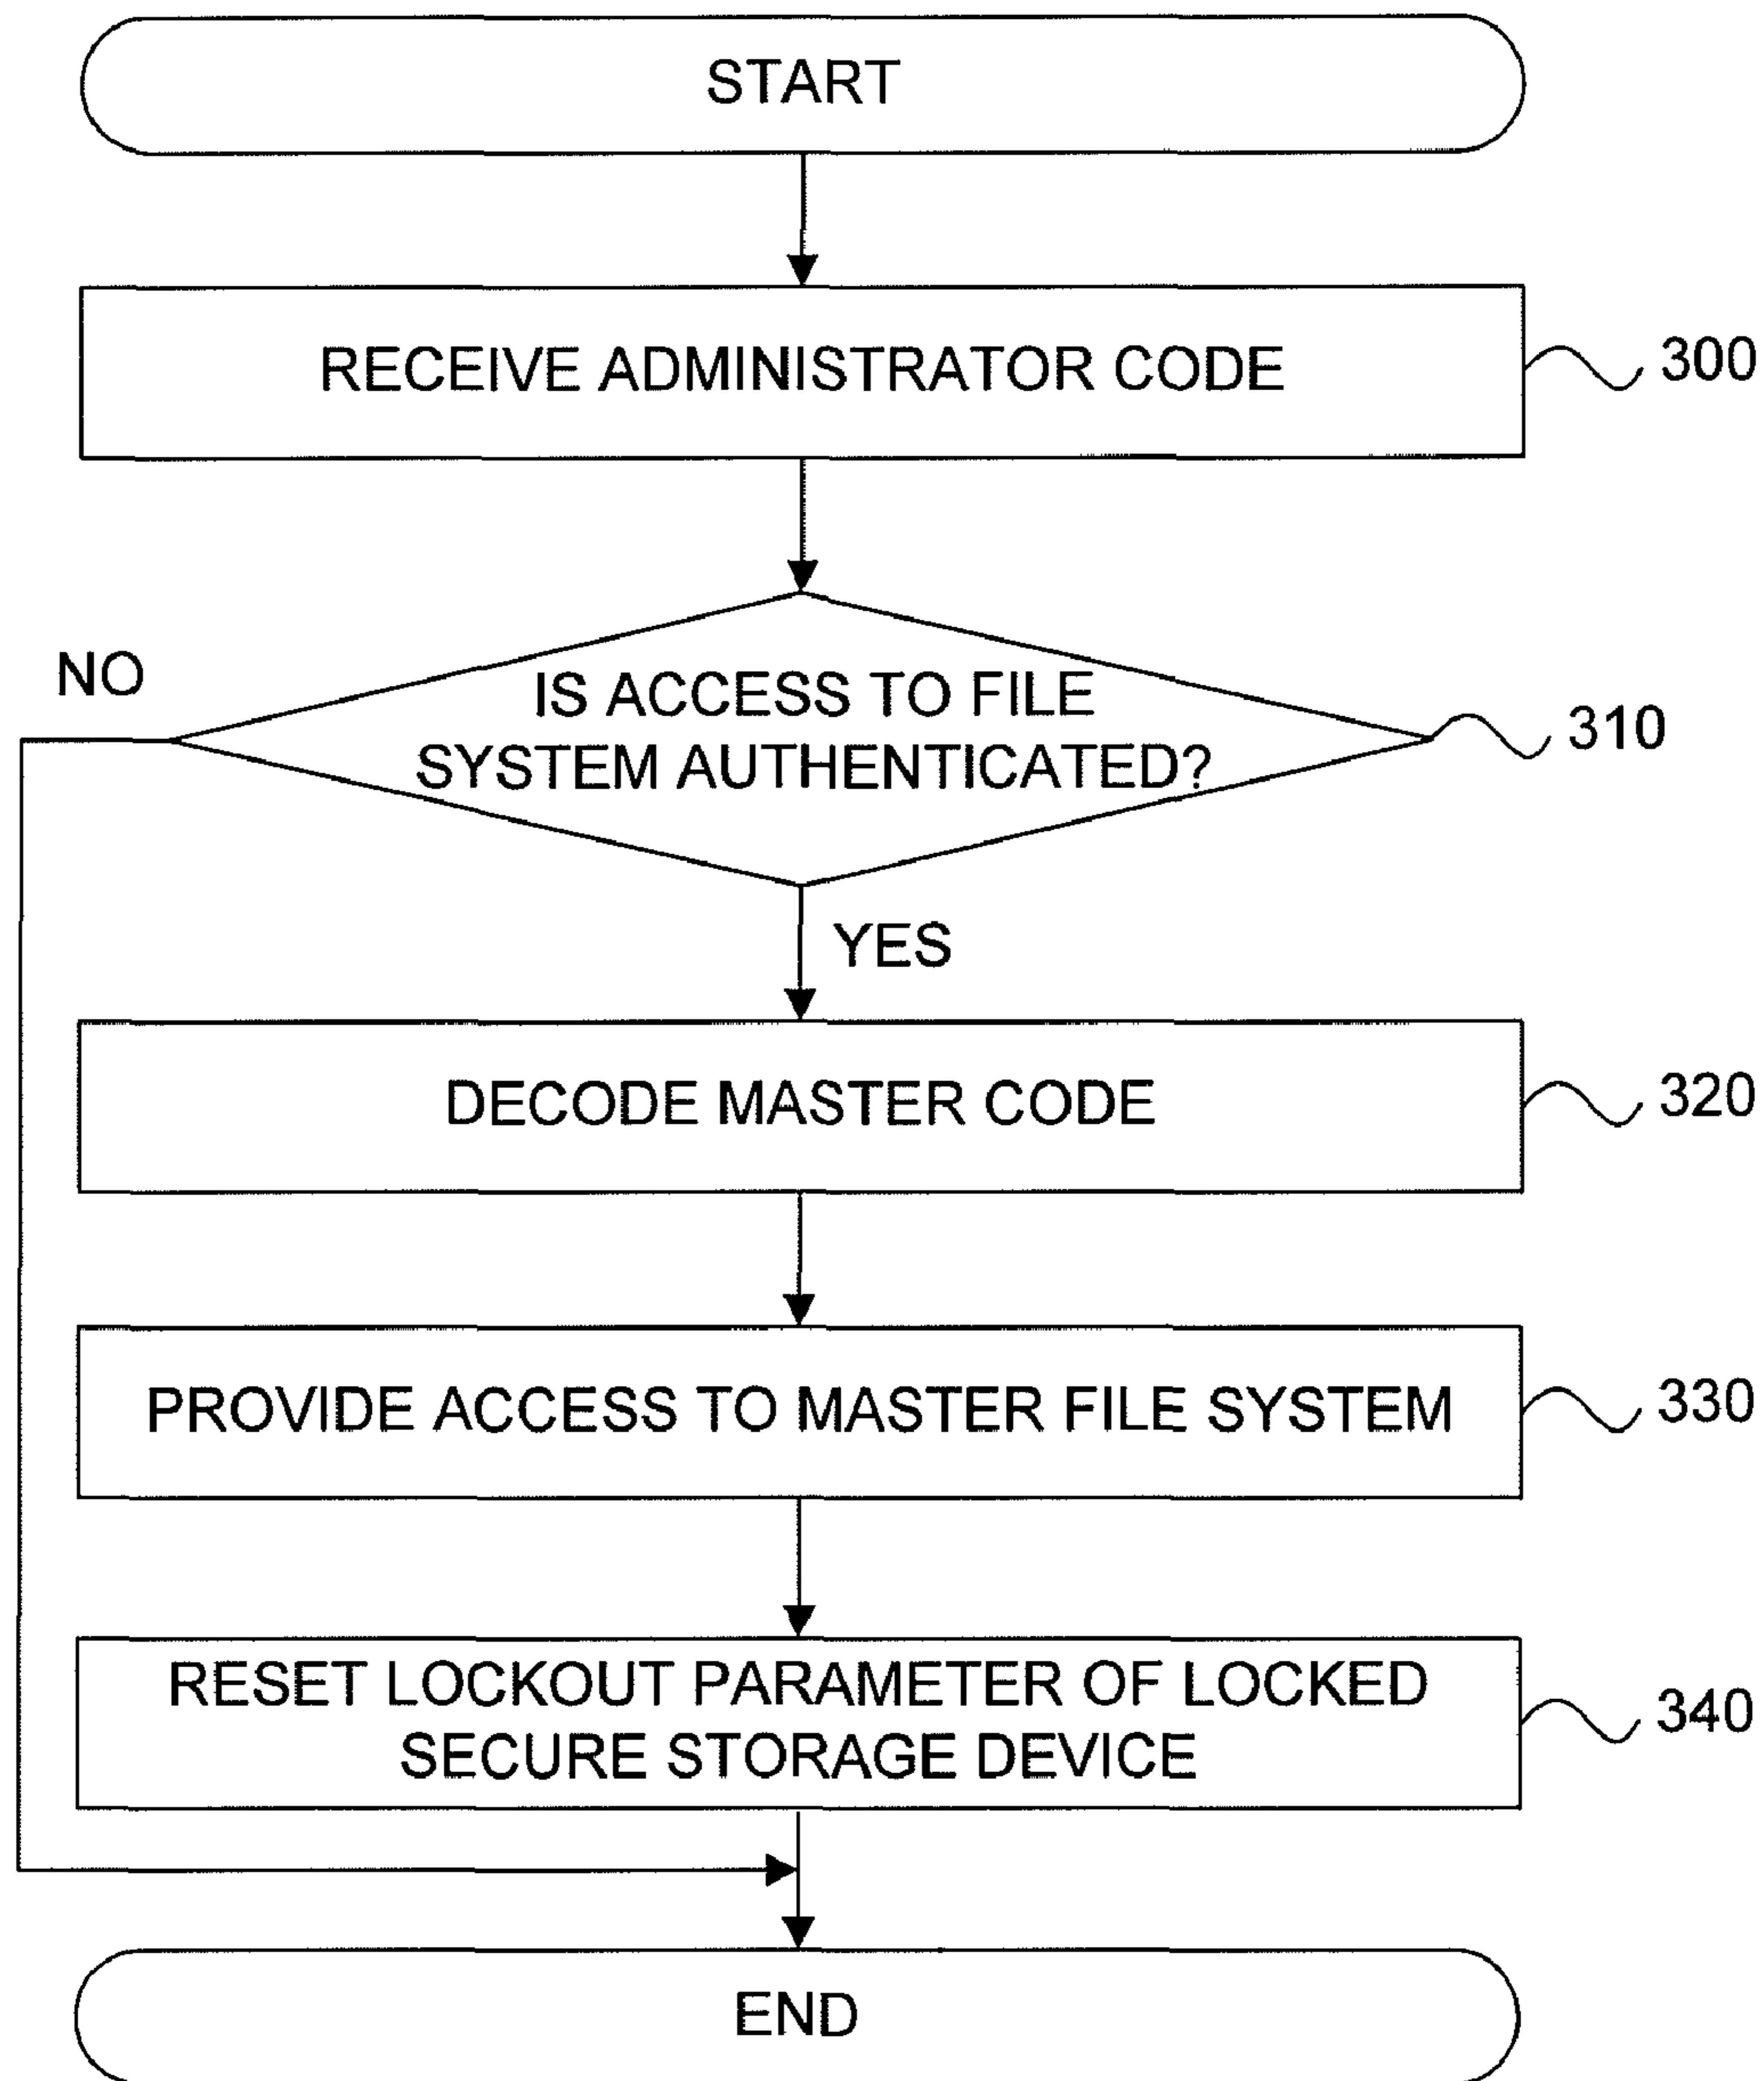 START
RECEIVE ADMINISTRATOR CODE
300
NO
IS ACCESS TO FILE
SYSTEM AUTHENTICATED?
310
YES
DECODE MASTER CODE
320
PROVIDE ACCESS TO MASTER FILE SYSTEM
330
RESET LOCKOUT PARAMETER OF LOCKED
SECURE STORAGE DEVICE
340
END